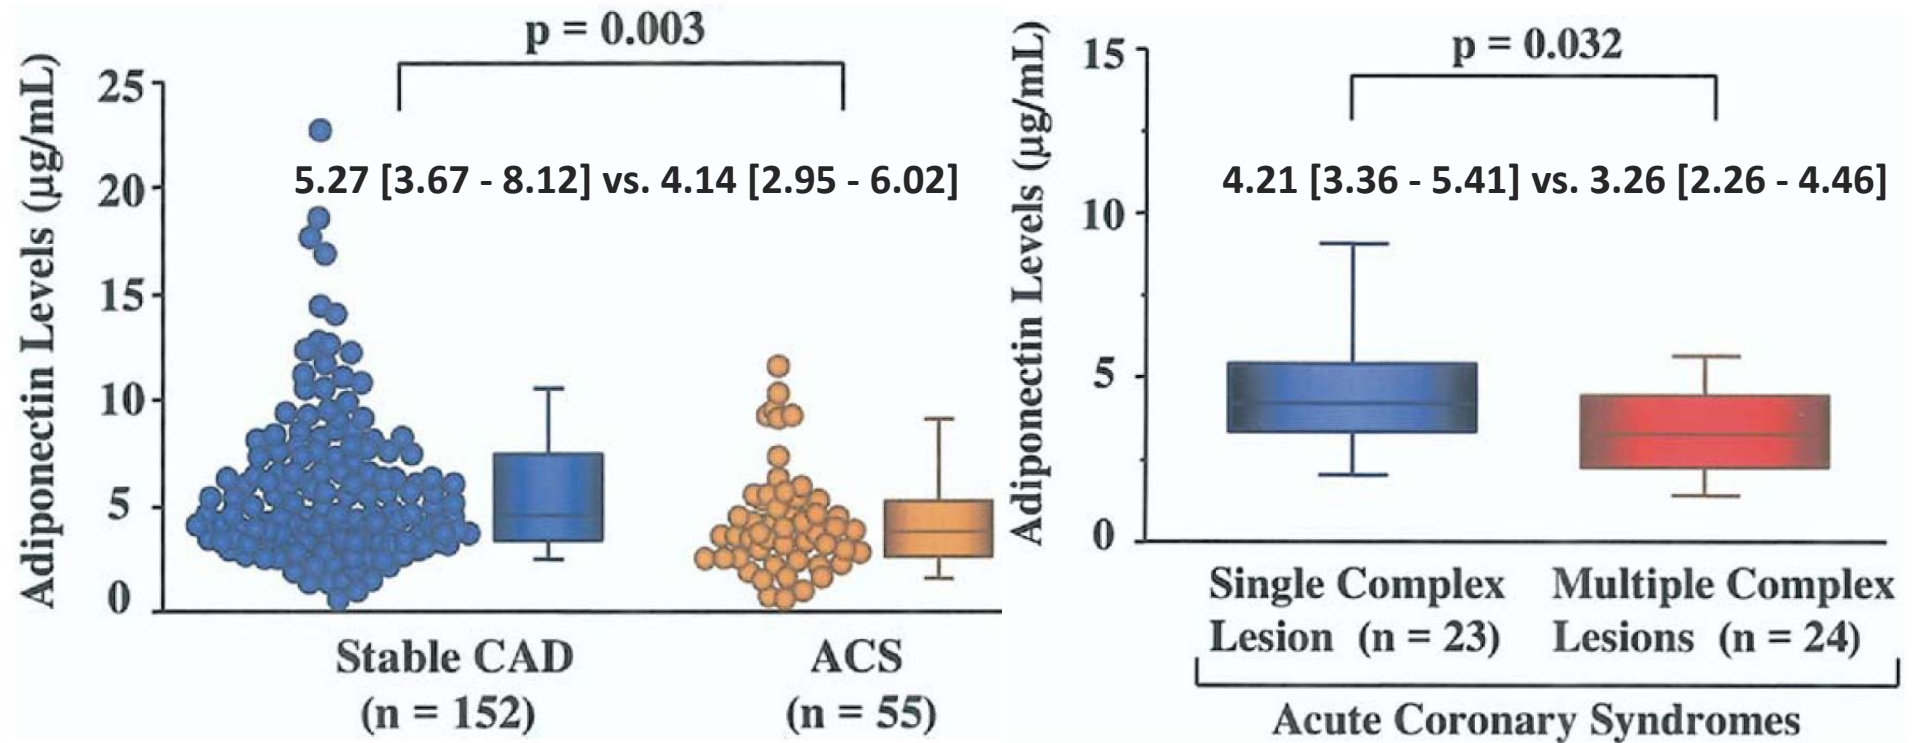 p = 0.003
Adiponectin Levels (µg/mL)
25
20
15
10
5
0
5.27 [3.67 - 8.12] vs. 4.14 [2.95 - 6.02]
Stable CAD
(n = 152)
ACS
(n = 55)
p = 0.032
Adiponectin Levels (µg/mL)
15
10
5
0
4.21 [3.36 - 5.41] vs. 3.26 [2.26 - 4.46]
Single Complex
Lesion (n = 23)
Multiple Complex
Lesions (n = 24)
Acute Coronary Syndromes